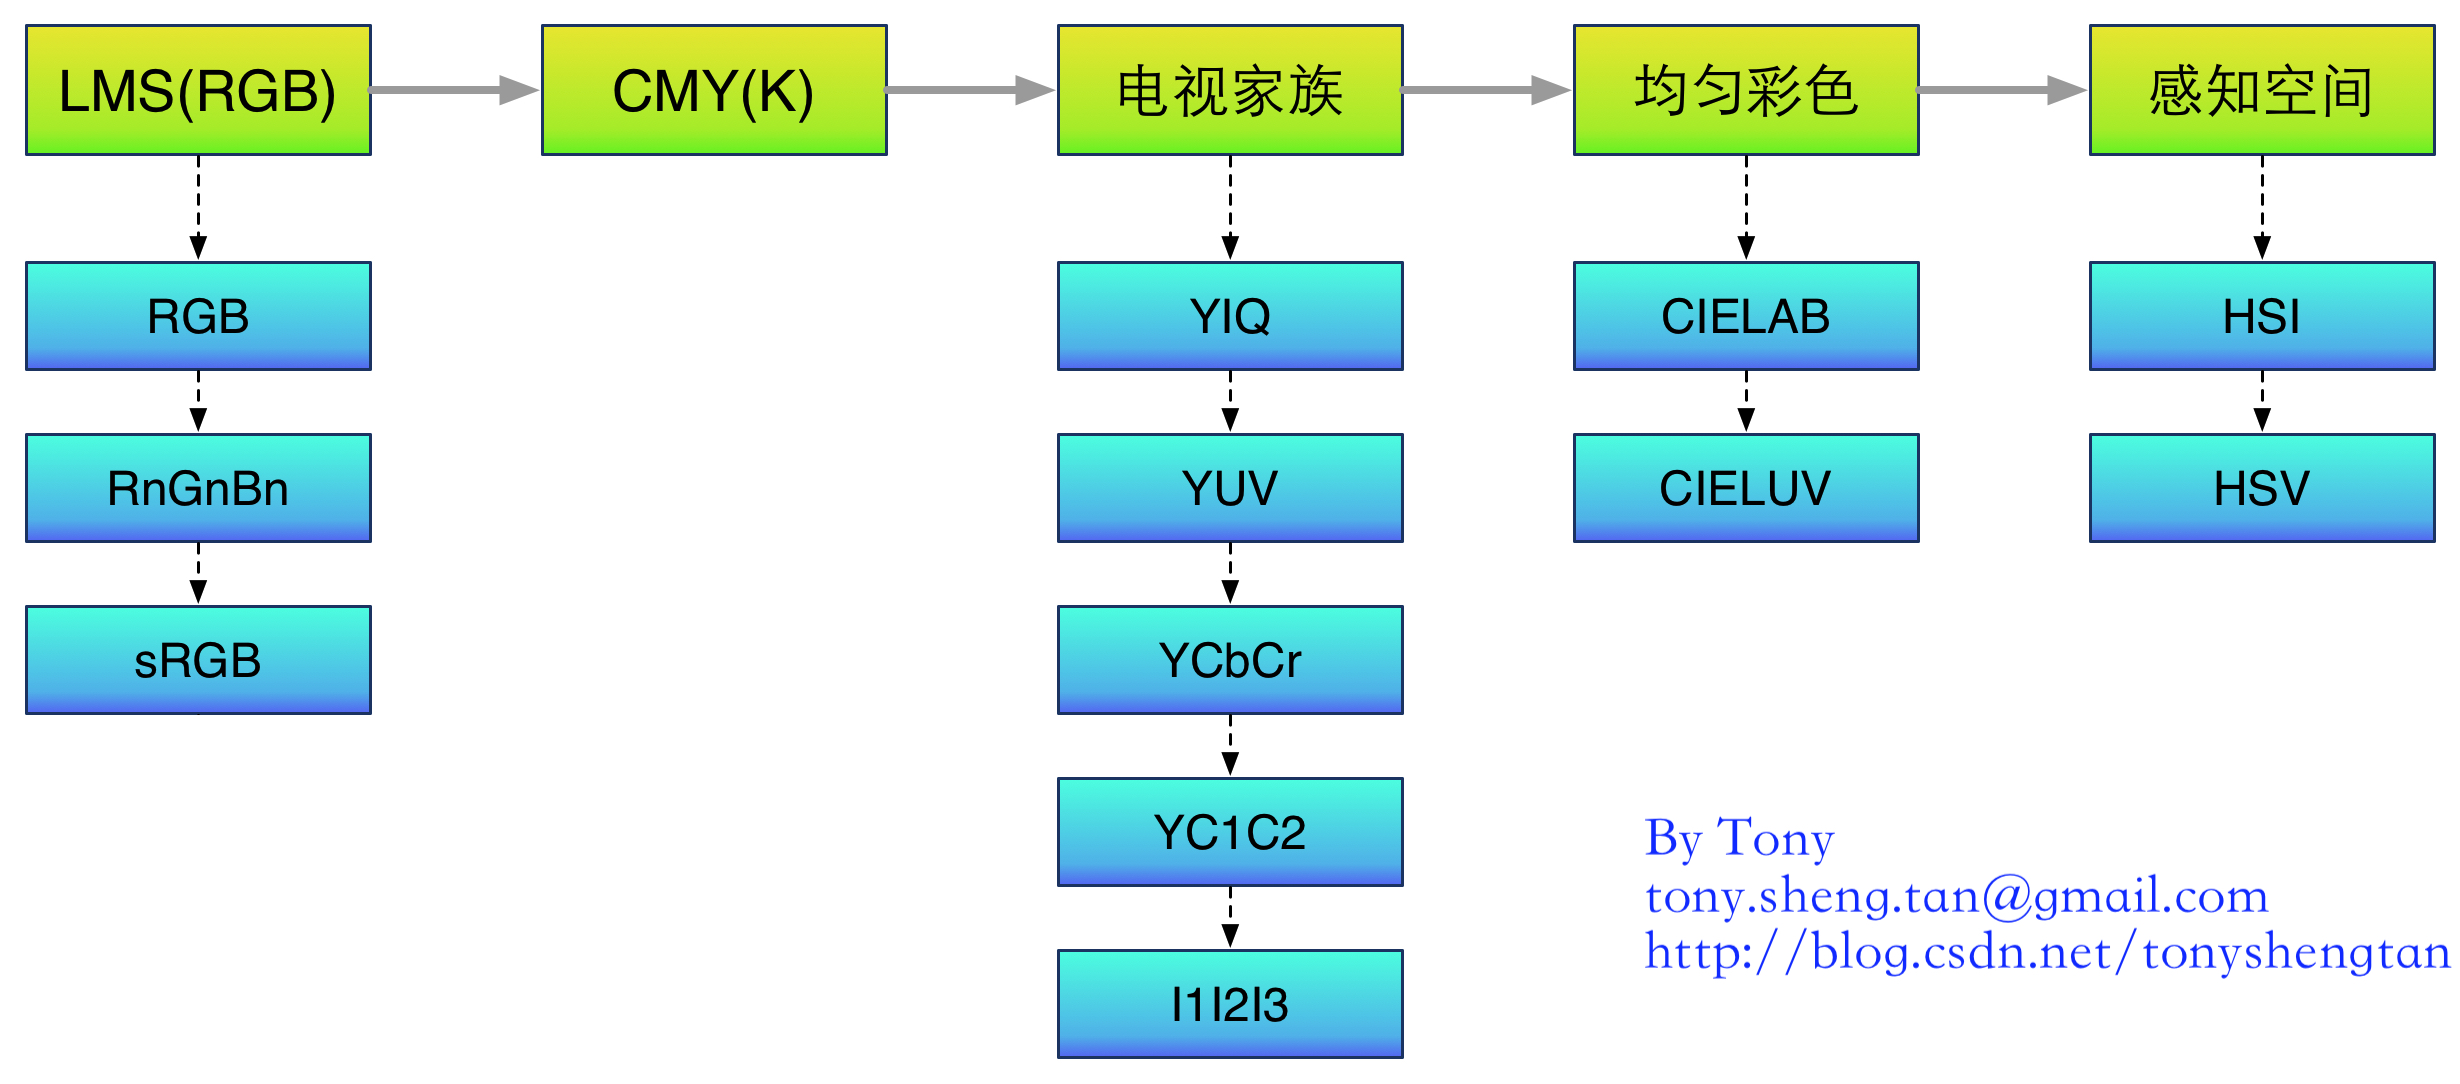 LMS(RGB)
CMY(K)
电视家族
均匀彩色
感知空间
RGB
YIQ
CIELAB
HSI
RnGnBn
YUV
CIELUV
HSV
sRGB
YCbCr
YC1C2
I1I2I3
By Tony
tony.sheng.tan@gmail.com
http://blog.csdn.net/tonyshengtan